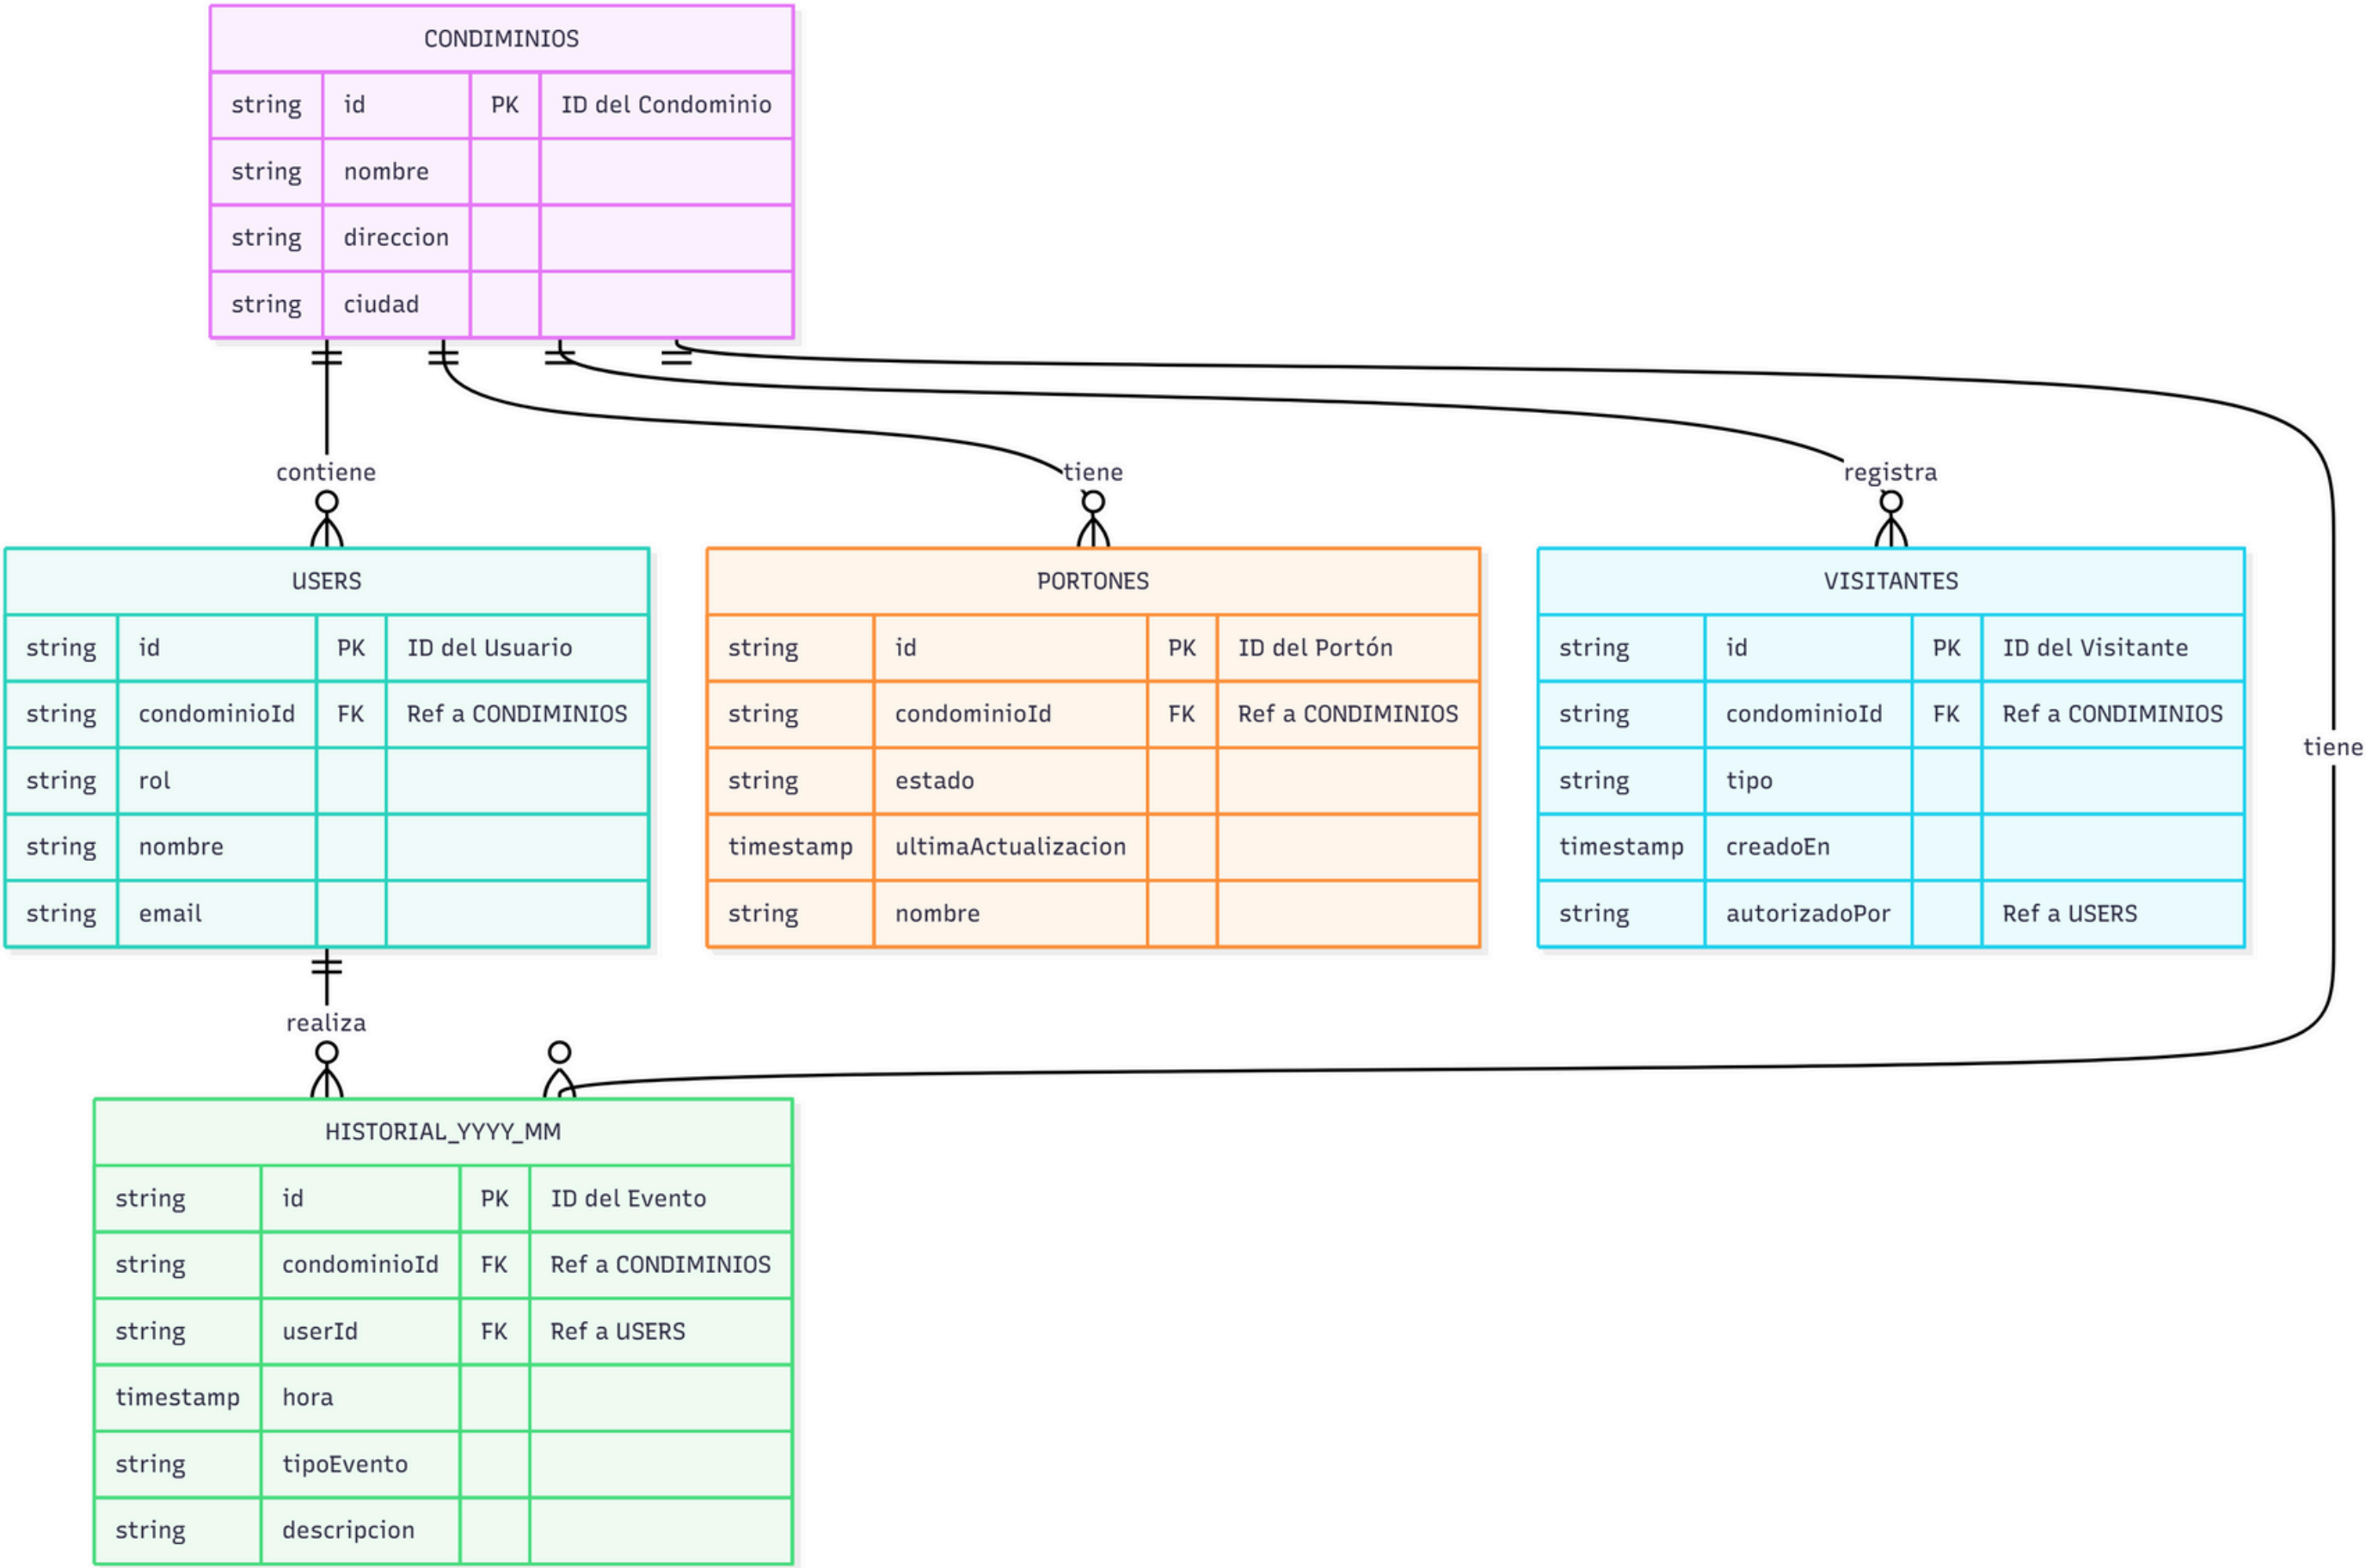 CONDIMINIOS
string id PK ID del Condominio
string nombre
string direccion
string ciudad
contiene
tiene
registra
USERS
string id PK ID del Usuario
string condominioId FK Ref a CONDIMINIOS
string rol
string nombre
string email
PORTONES
string id PK ID del Portón
string condominioId FK Ref a CONDIMINIOS
string estado
timestamp ultimaActualizacion
string nombre
VISITANTES
string id PK ID del Visitante
string condominioId FK Ref a CONDIMINIOS
string tipo
timestamp creadoEn
string autorizadoPor Ref a USERS
tiene
realiza
HISTORIAL_YYYY_MM
string id PK ID del Evento
string condominioId FK Ref a CONDIMINIOS
string userId FK Ref a USERS
timestamp hora
string tipoEvento
string descripcion